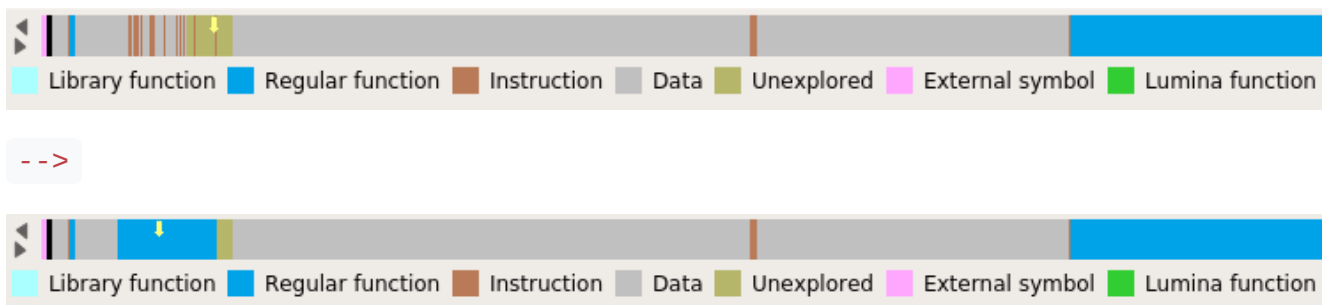 Library function Regular function Instruction Data Unexplored External symbol Lumina function
-->
Library function Regular function Instruction Data Unexplored External symbol Lumina function